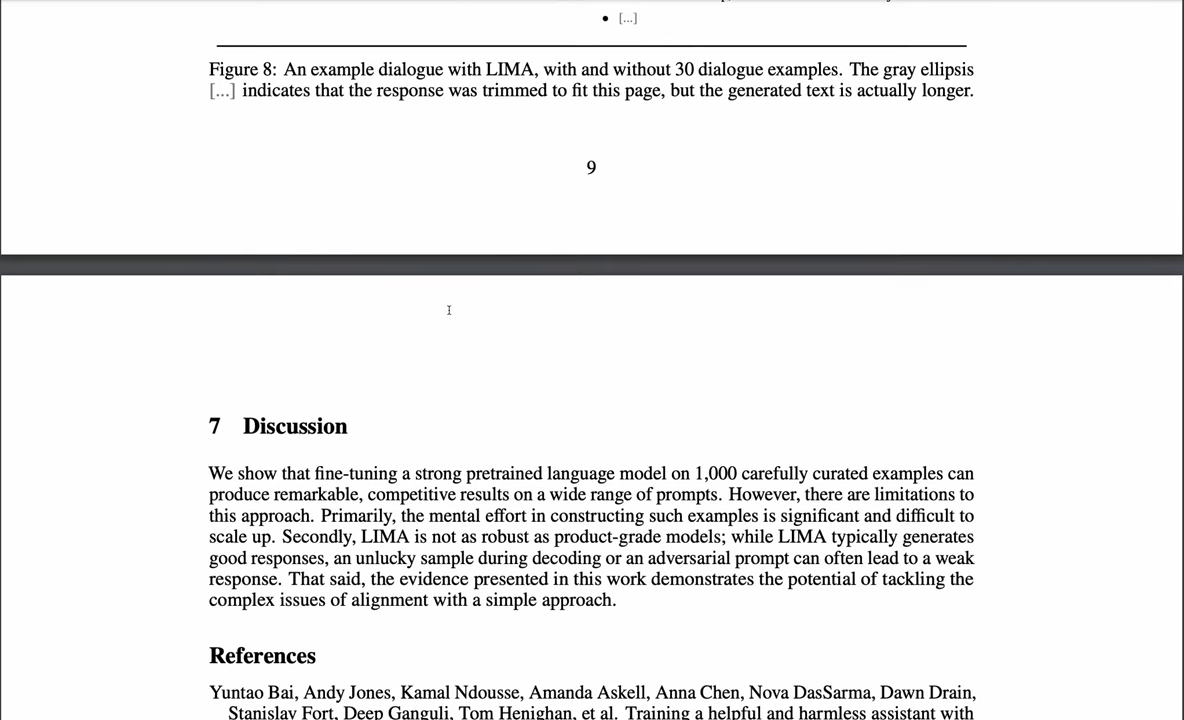 • [...]
Figure 8: An example dialogue with LIMA, with and without 30 dialogue examples. The gray ellipsis
[...] indicates that the response was trimmed to fit this page, but the generated text is actually longer.
9
7 Discussion
We show that fine-tuning a strong pretrained language model on 1,000 carefully curated examples can
produce remarkable, competitive results on a wide range of prompts. However, there are limitations to
this approach. Primarily, the mental effort in constructing such examples is significant and difficult to
scale up. Secondly, LIMA is not as robust as product-grade models; while LIMA typically generates
good responses, an unlucky sample during decoding or an adversarial prompt can often lead to a weak
response. That said, the evidence presented in this work demonstrates the potential of tackling the
complex issues of alignment with a simple approach.
References
Yuntao Bai, Andy Jones, Kamal Ndousse, Amanda Askell, Anna Chen, Nova DasSarma, Dawn Drain,
Stanislav Fort, Deep Ganguli, Tom Henighan, et al. Training a helpful and harmless assistant with